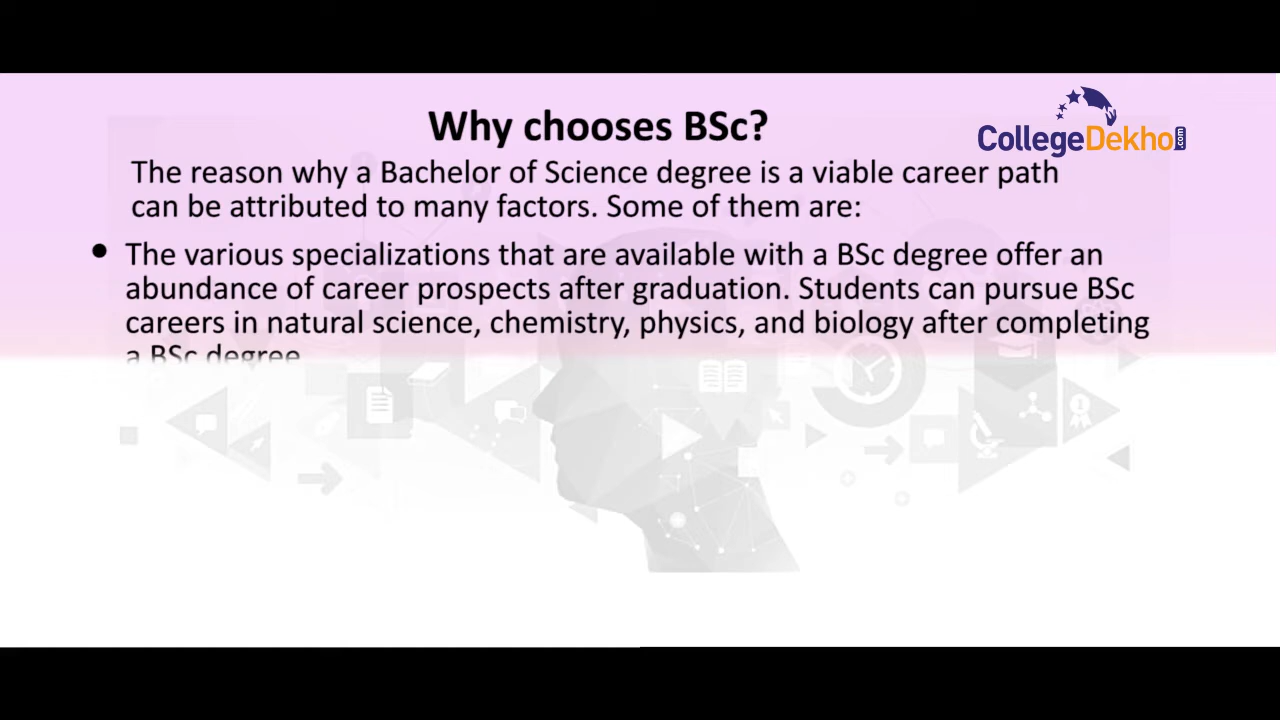 Why chooses BSc?
CollegeDekho.com
The reason why a Bachelor of Science degree is a viable career path
can be attributed to many factors. Some of them are:
• The various specializations that are available with a BSc degree offer an
abundance of career prospects after graduation. Students can pursue BSc
careers in natural science, chemistry, physics, and biology after completing
a BSc degree